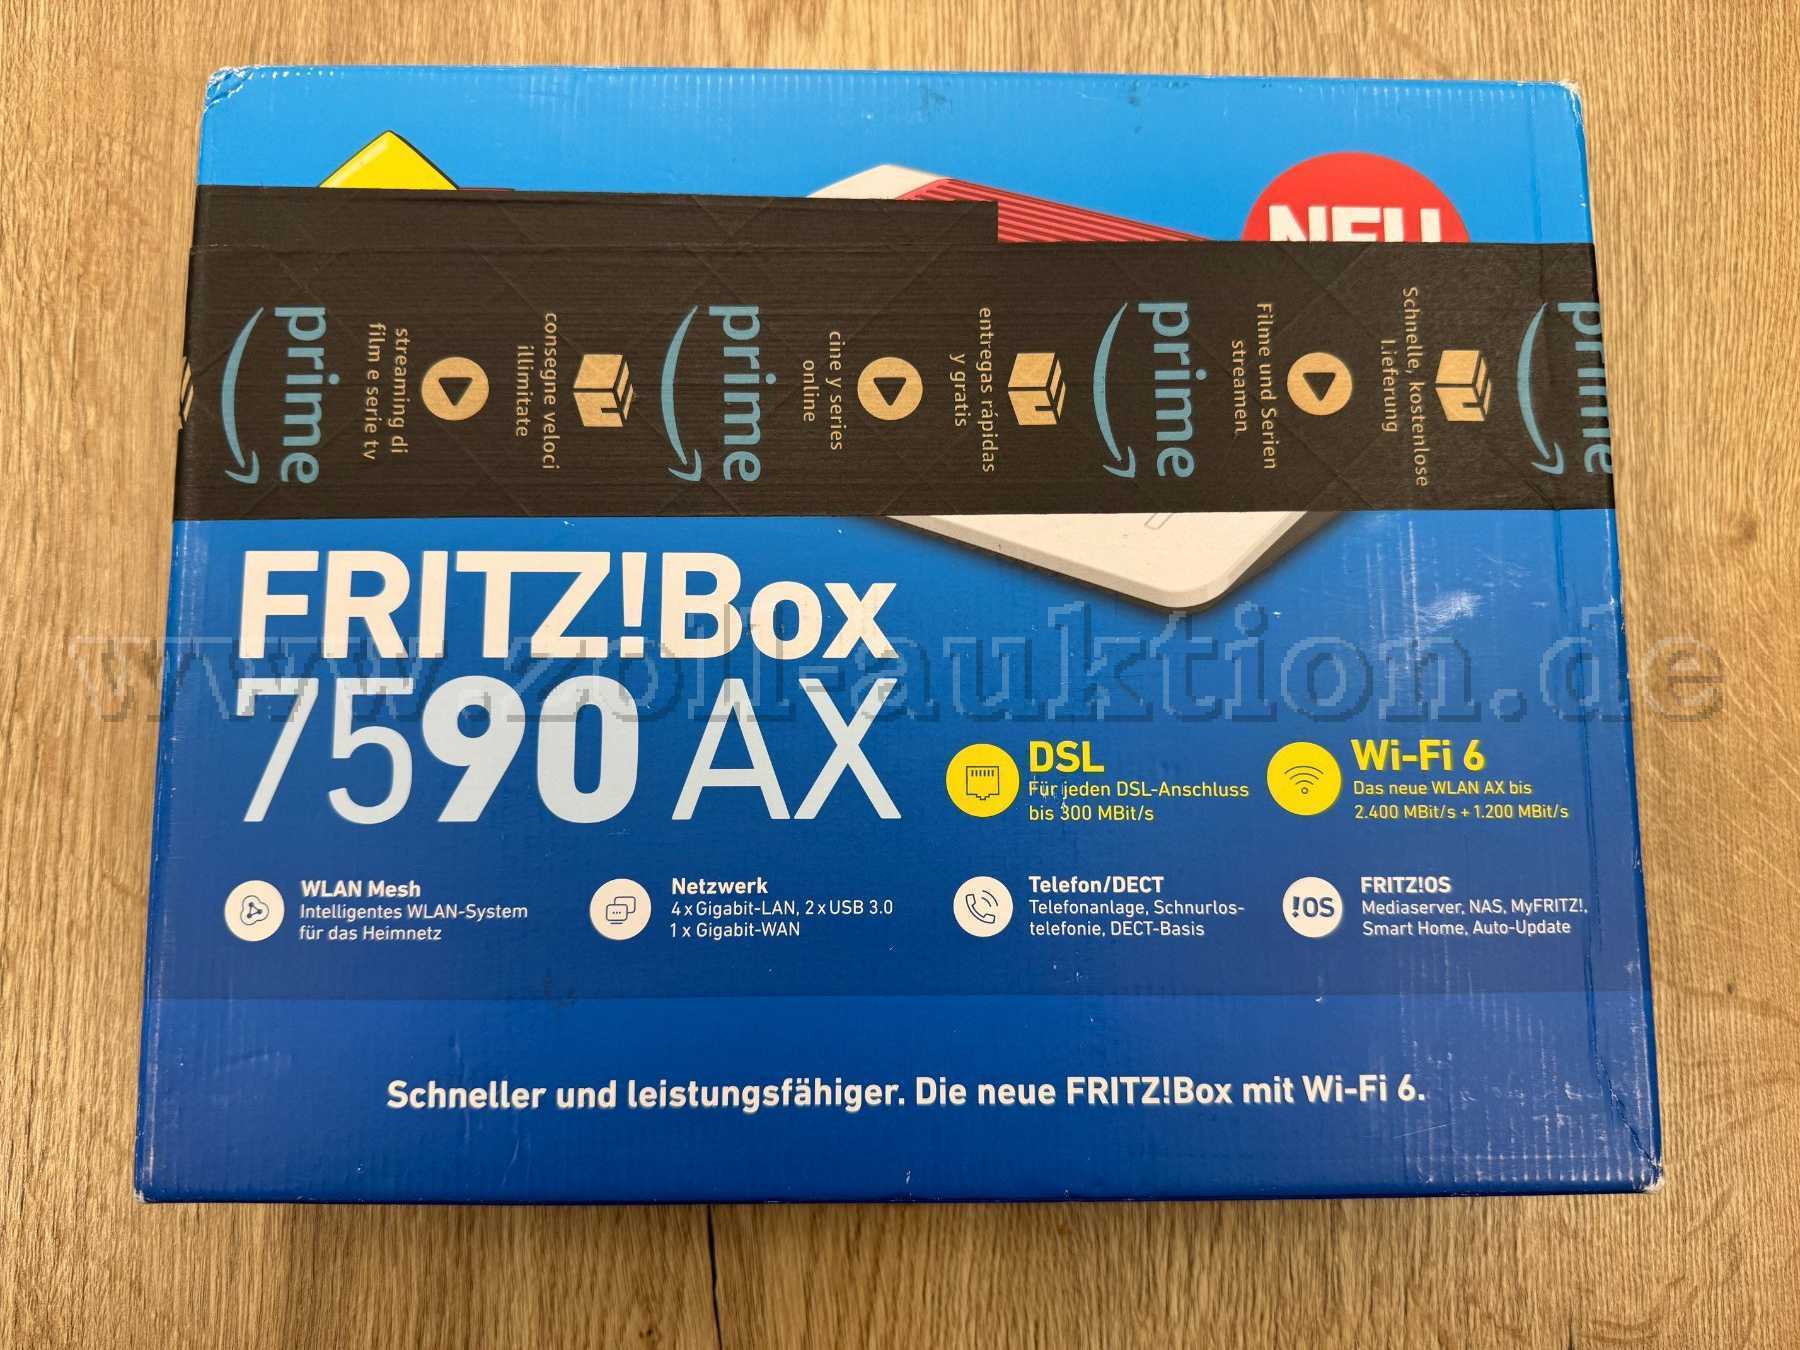 NEU
prime
streaming di
film e serie tv
consegne veloci
illimitate
prime
cine y series
online
entregas rápidas
y gratis
prime
Filme und Serien
streamen
Schnelle, kostenlose
Lieferung
prime
FRITZ!Box
7590 AX
www.zoll-auktion.de
DSL
Für jeden DSL-Anschluss
bis 300 MBit/s
Wi-Fi 6
Das neue WLAN AX bis
2.400 MBit/s + 1.200 MBit/s
WLAN Mesh
Intelligentes WLAN-System
für das Heimnetz
Netzwerk
4 x Gigabit-LAN, 2 x USB 3.0
1 x Gigabit-WAN
Telefon/DECT
Telefonanlage, Schnurlos-
telefonie, DECT-Basis
!OS
FRITZ!OS
Mediaserver, NAS, MyFRITZ!,
Smart Home, Auto-Update
Schneller und leistungsfähiger. Die neue FRITZ!Box mit Wi-Fi 6.